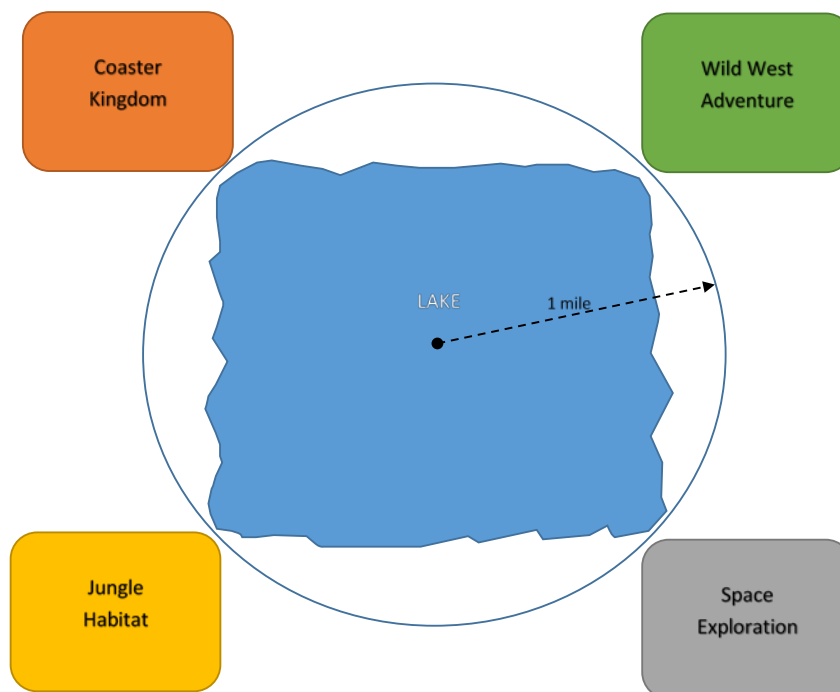 Coaster
Kingdom
Wild West
Adventure
LAKE
1 mile
Jungle
Habitat
Space
Exploration